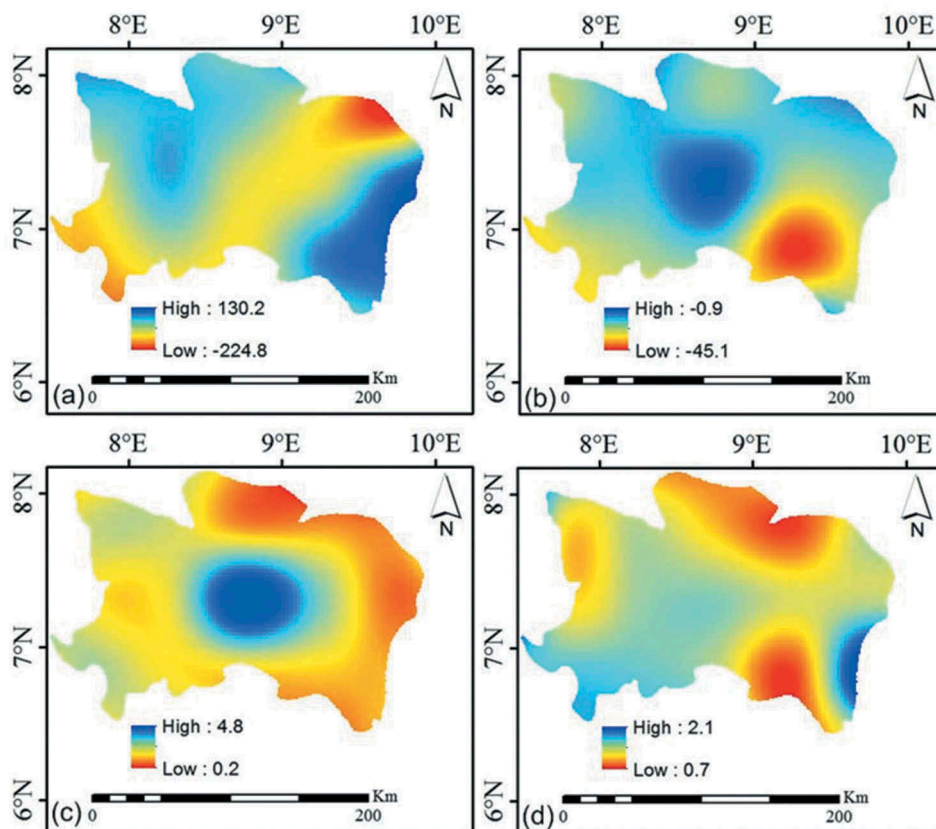 8°E 9°E 10°E
8°N
N
7°N
High : 130.2
Low : -224.8
6°N
(a)
Km
0 200
8°E 9°E 10°E
8°N
N
7°N
High : -0.9
Low : -45.1
6°N
(b)
Km
0 200
8°E 9°E 10°E
8°N
N
7°N
High : 4.8
Low : 0.2
6°N
(c)
Km
0 200
8°E 9°E 10°E
8°N
N
7°N
High : 2.1
Low : 0.7
6°N
(d)
Km
0 200